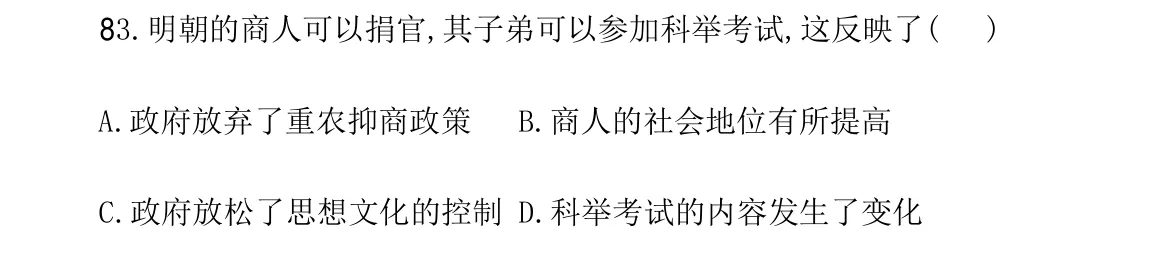 83.明朝的商人可以捐官,其子弟可以参加科举考试,这反映了(   )
A.政府放弃了重农抑商政策   B.商人的社会地位有所提高
C.政府放松了思想文化的控制 D.科举考试的内容发生了变化